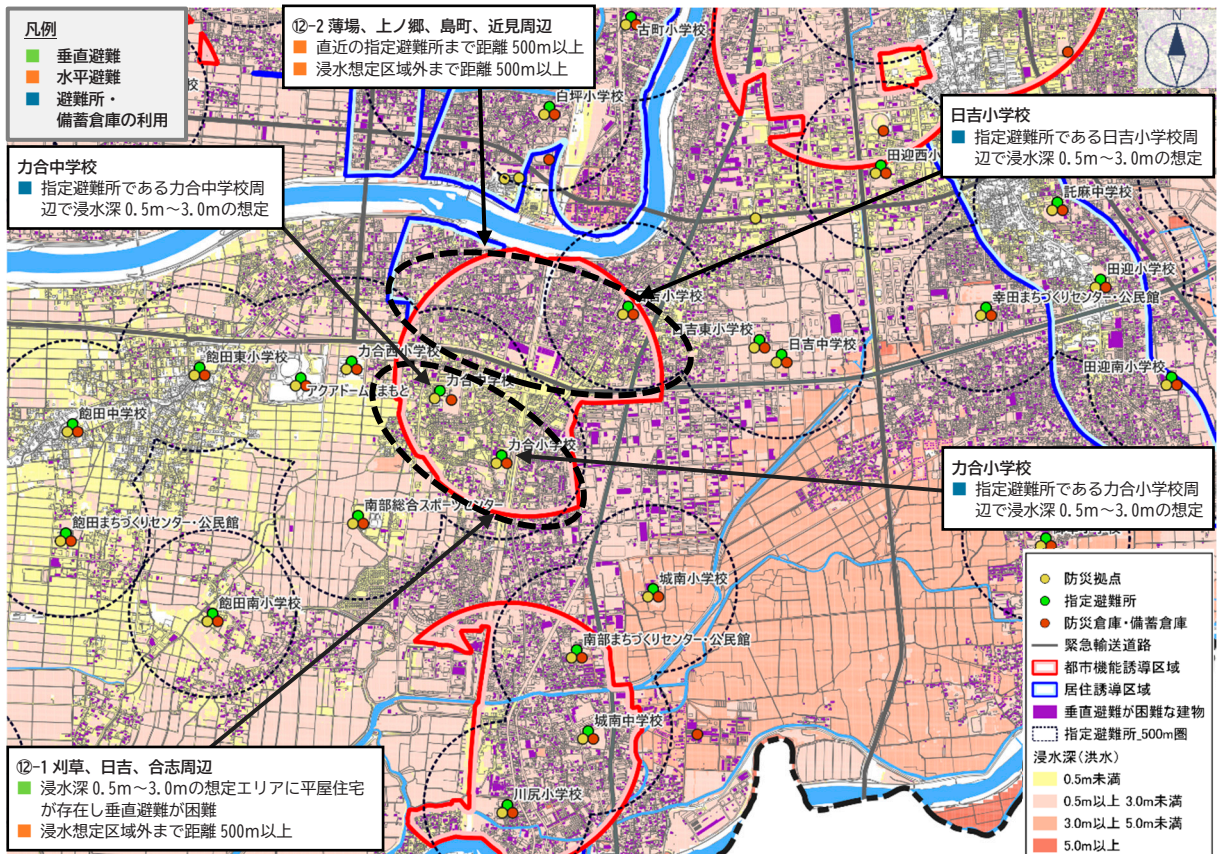 凡例
垂直避難
水平避難
避難所・
備蓄倉庫の利用
⑫-2 薄場、上ノ郷、島町、近見周辺
直近の指定避難所まで距離 500m以上
浸水想定区域外まで距離 500m以上
古町小学校
N
白坪小学校
日吉小学校
指定避難所である日吉小学校周
辺で浸水深 0.5m～3.0mの想定
力合中学校
指定避難所である力合中学校周
辺で浸水深 0.5m～3.0mの想定
田迎西小
託麻中学校
田迎小学校
幸田まちづくりセンター・公民館
吉小学校
日吉東小学校
日吉中学校
田迎南小学校
飽田東小学校
力合西小学校
アクアドームくまもと
飽田中学校
力合小学校
力合小学校
指定避難所である力合小学校周
辺で浸水深 0.5m～3.0mの想定
南部総合スポーツセンター
飽田まちづくりセンター・公民館
飽田南小学校
城南小学校
南部まちづくりセンター・公民館
城南中学校
川尻小学校
⑫-1 刈草、日吉、合志周辺
浸水深 0.5m～3.0mの想定エリアに平屋住宅
が存在し垂直避難が困難
浸水想定区域外まで距離 500m以上
防災拠点
指定避難所
防災倉庫・備蓄倉庫
緊急輸送道路
都市機能誘導区域
居住誘導区域
垂直避難が困難な建物
指定避難所_500m圏
浸水深(洪水)
0.5m未満
0.5m以上 3.0m未満
3.0m以上 5.0m未満
5.0m以上